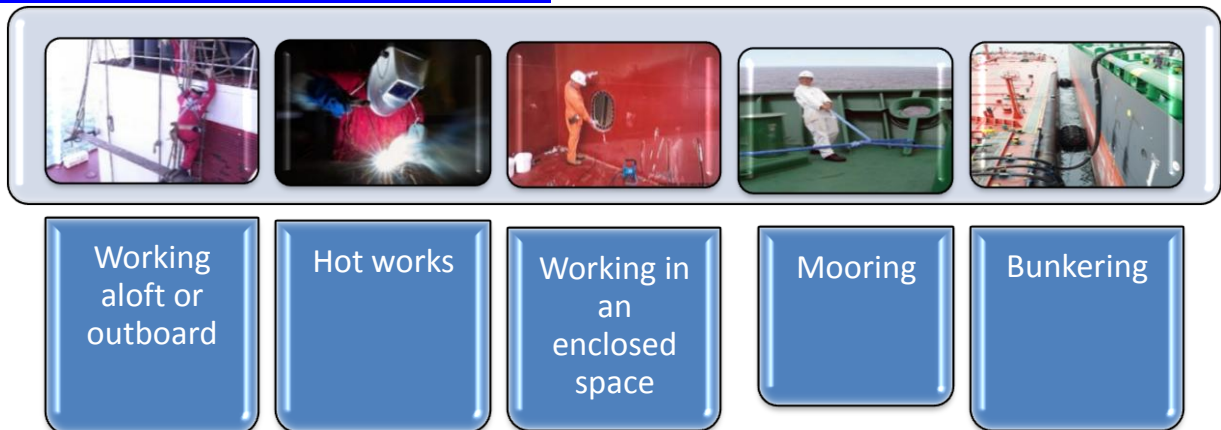 Working
aloft or
outboard
Hot works
Working in
an
enclosed
space
Mooring
Bunkering